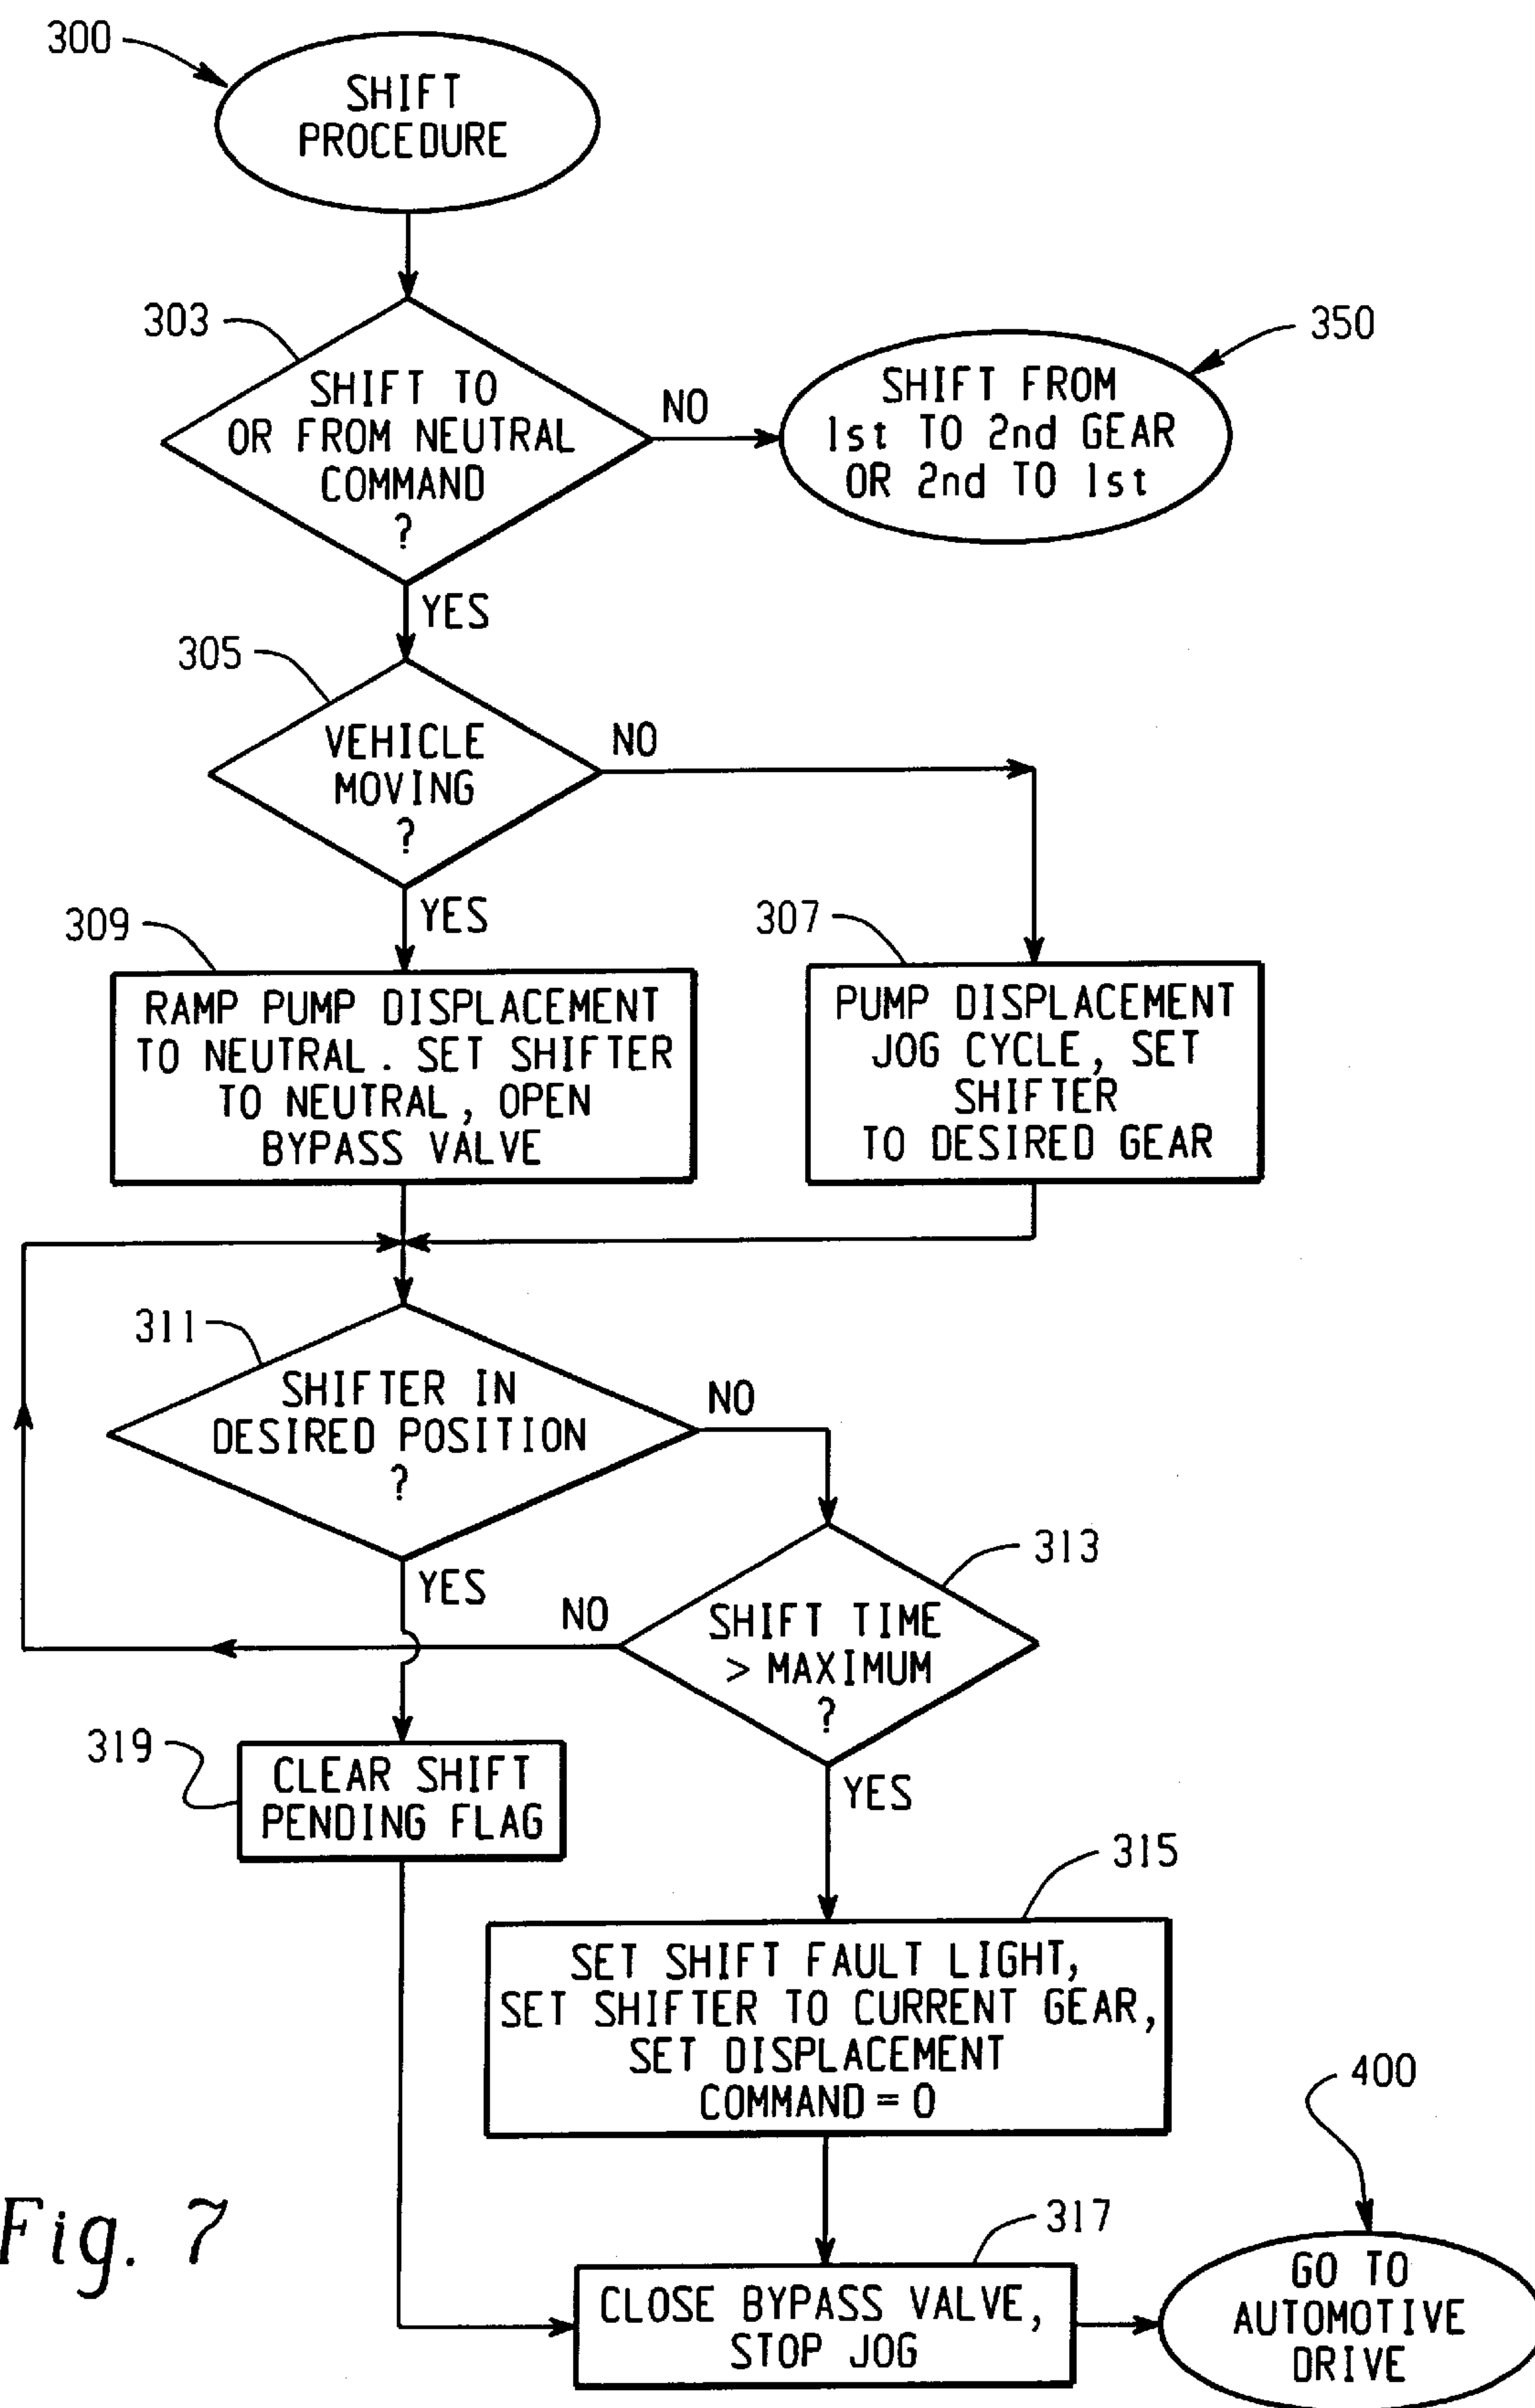 300
SHIFT
PROCEDURE
303
SHIFT TO
OR FROM NEUTRAL
COMMAND
?
NO
350
SHIFT FROM
1st TO 2nd GEAR
OR 2nd TO 1st
YES
305
VEHICLE
MOVING
?
NO
YES
309
RAMP PUMP DISPLACEMENT
TO NEUTRAL. SET SHIFTER
TO NEUTRAL, OPEN
BYPASS VALVE
307
PUMP DISPLACEMENT
JOG CYCLE, SET
SHIFTER
TO DESIRED GEAR
311
SHIFTER IN
DESIRED POSITION
?
NO
YES
313
SHIFT TIME
> MAXIMUM
?
NO
YES
319
CLEAR SHIFT
PENDING FLAG
315
SET SHIFT FAULT LIGHT,
SET SHIFTER TO CURRENT GEAR,
SET DISPLACEMENT
COMMAND = 0
317
CLOSE BYPASS VALVE,
STOP JOG
400
GO TO
AUTOMOTIVE
DRIVE
Fig. 7